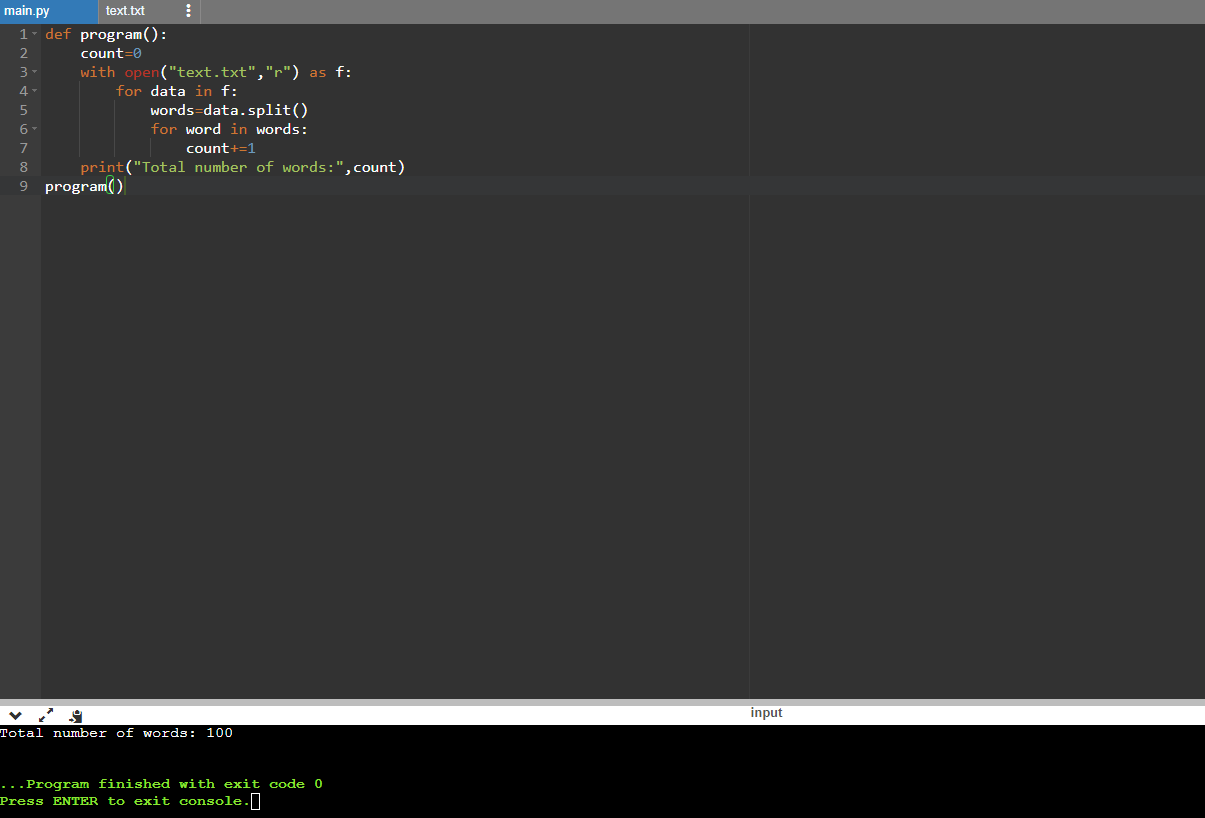 main.py text.txt
1 def program():
2     count=0
3     with open("text.txt","r") as f:
4         for data in f:
5             words=data.split()
6             for word in words:
7                 count+=1
8     print("Total number of words:",count)
9 program()
input
Total number of words: 100
...Program finished with exit code 0
Press ENTER to exit console.